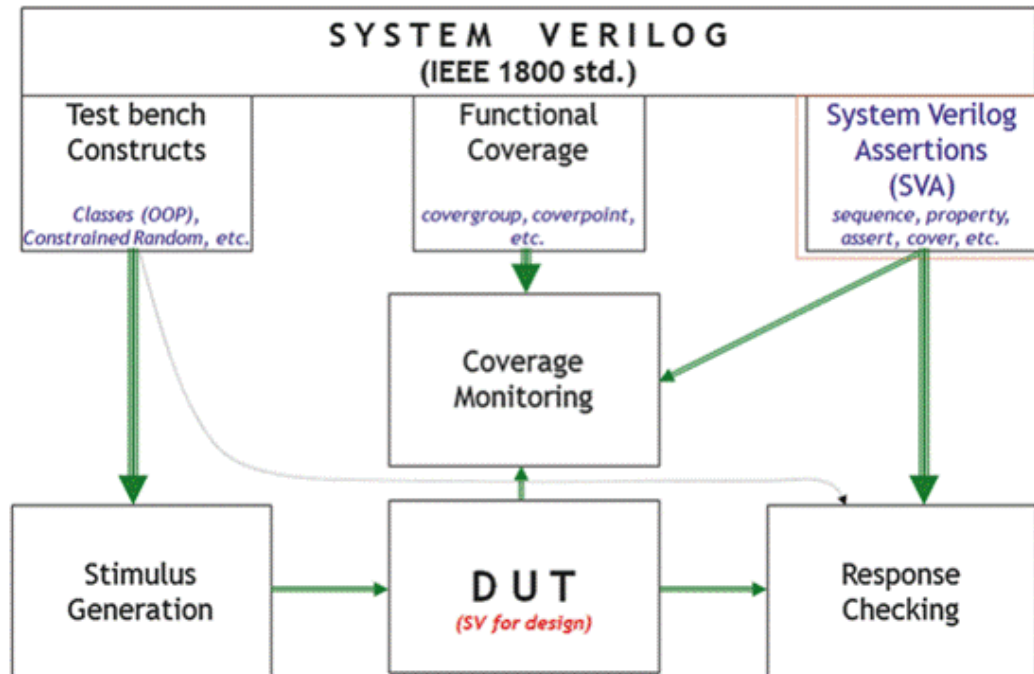 SYSTEM VERILOG
(IEEE 1800 std.)
Test bench
Constructs
Classes (OOP),
Constrained Random, etc.
Functional
Coverage
covergroup, coverpoint,
etc.
System Verilog
Assertions
(SVA)
sequence, property,
assert, cover, etc.
Coverage
Monitoring
Stimulus
Generation
DUT
(SV for design)
Response
Checking